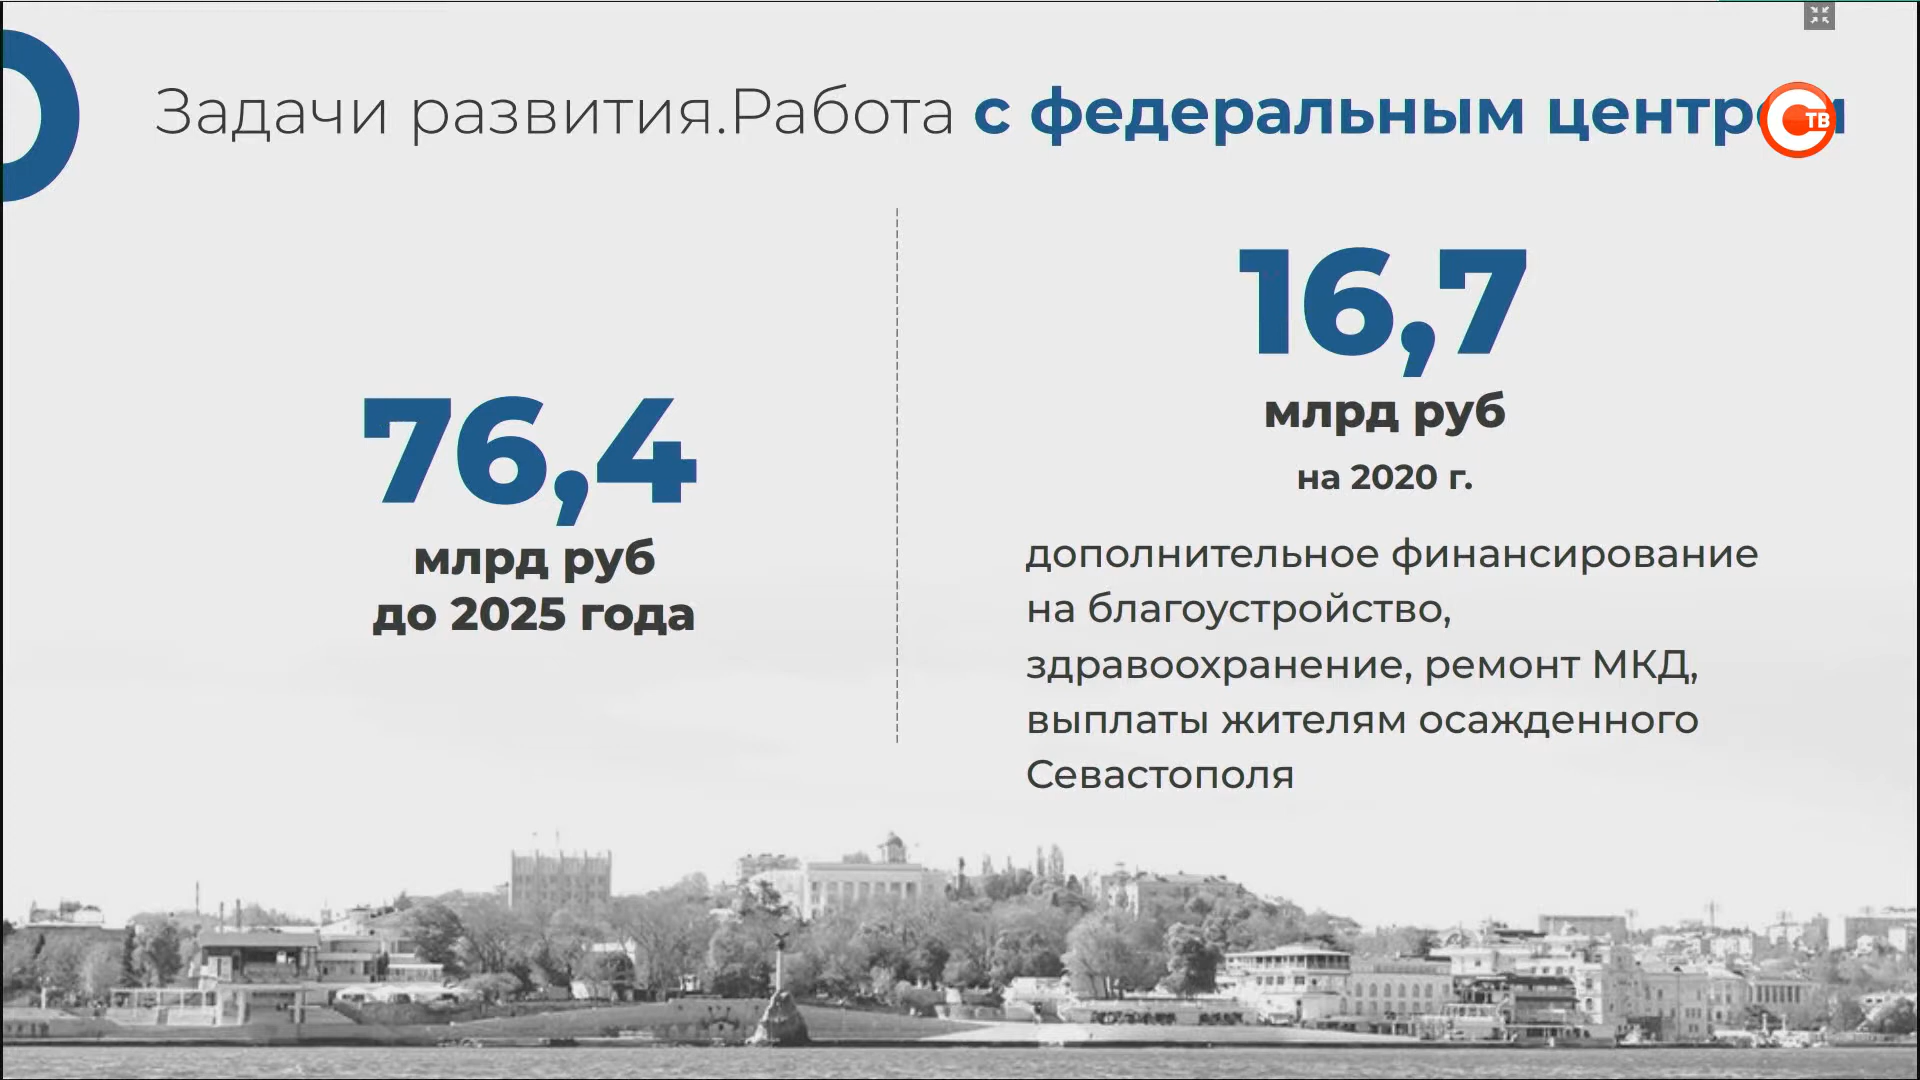 Задачи развития.Работа с федеральным центром
ТВ
76,4
млрд руб
до 2025 года
16,7
млрд руб
на 2020 г.
дополнительное финансирование
на благоустройство,
здравоохранение, ремонт МКД,
выплаты жителям осажденного
Севастополя